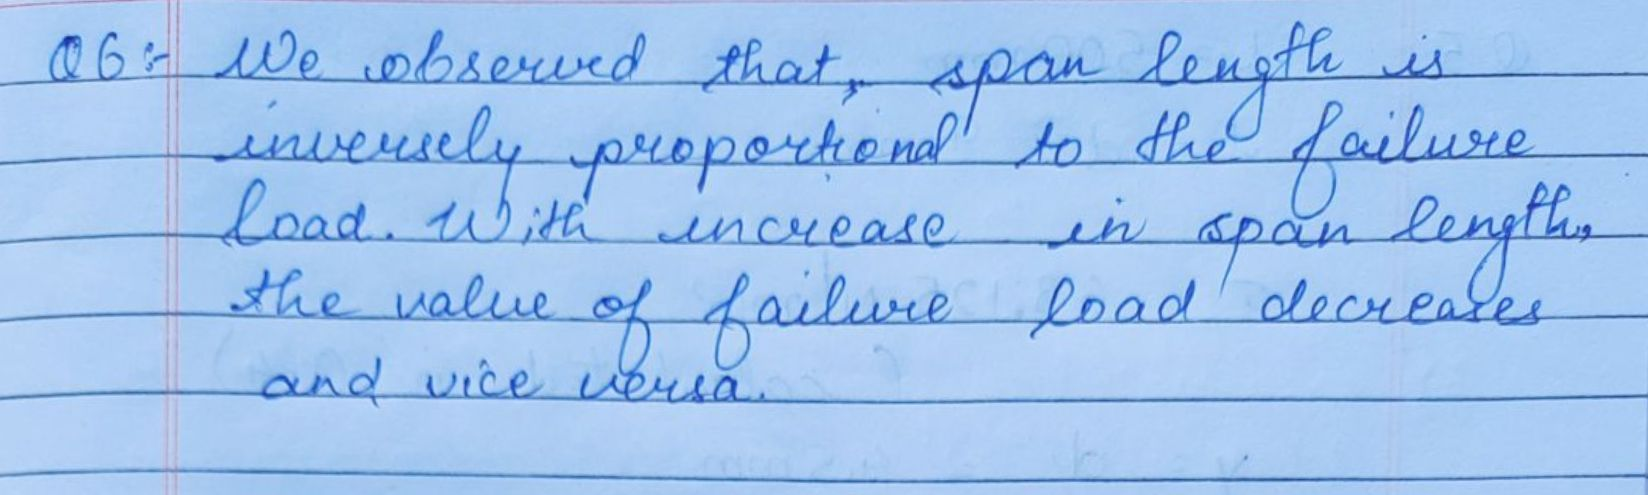 Q6:- We observed that, span length is
inversely proportional to the failure
load. With increase in span length,
the value of failure load decreases
and vice versa.